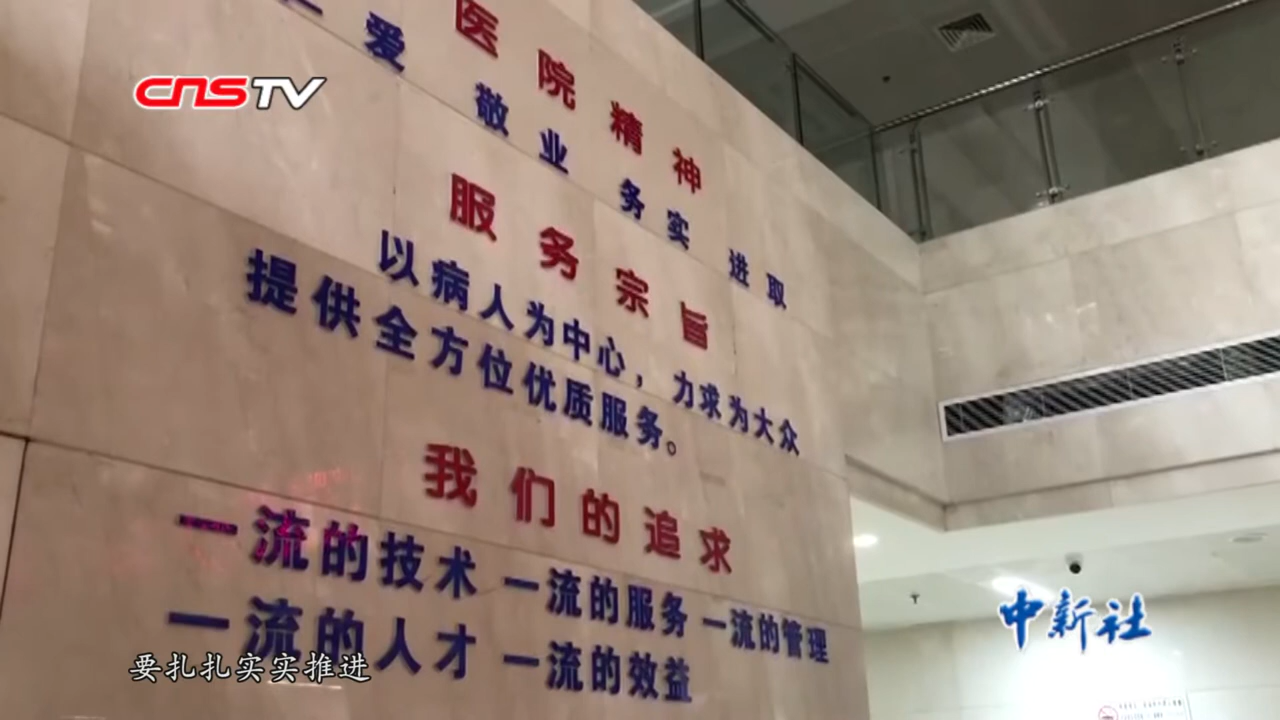 医院精神
爱 敬业 务实 进取
CNSTV
服务宗旨
以病人为中心，力求为大众
提供全方位优质服务。
我们的追求
一流的技术 一流的服务 一流的管理
一流的人才 一流的效益
中新社
要扎扎实实推进